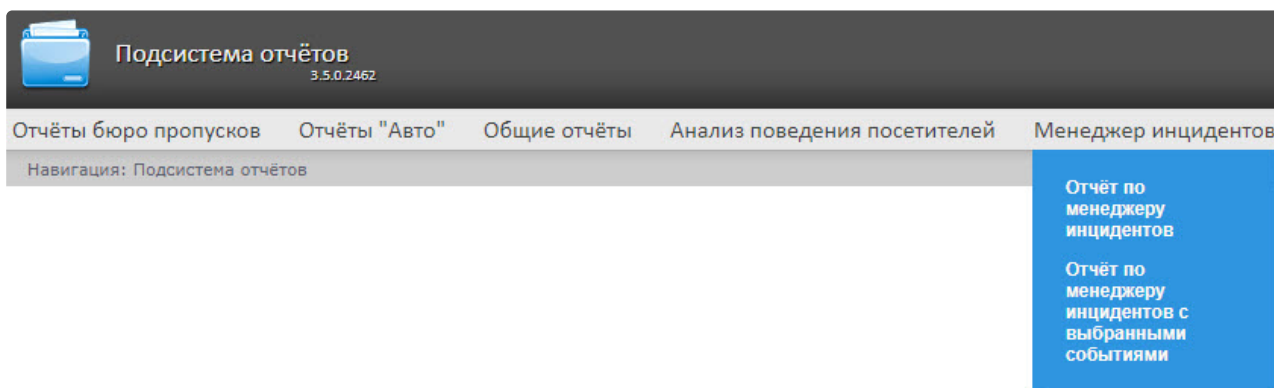 Подсистема отчётов
3.5.0.2462
Отчёты бюро пропусков Отчёты "Авто" Общие отчёты Анализ поведения посетителей Менеджер инцидентов
Навигация: Подсистема отчётов
Отчёт по
менеджеру
инцидентов
Отчёт по
менеджеру
инцидентов с
выбранными
событиями